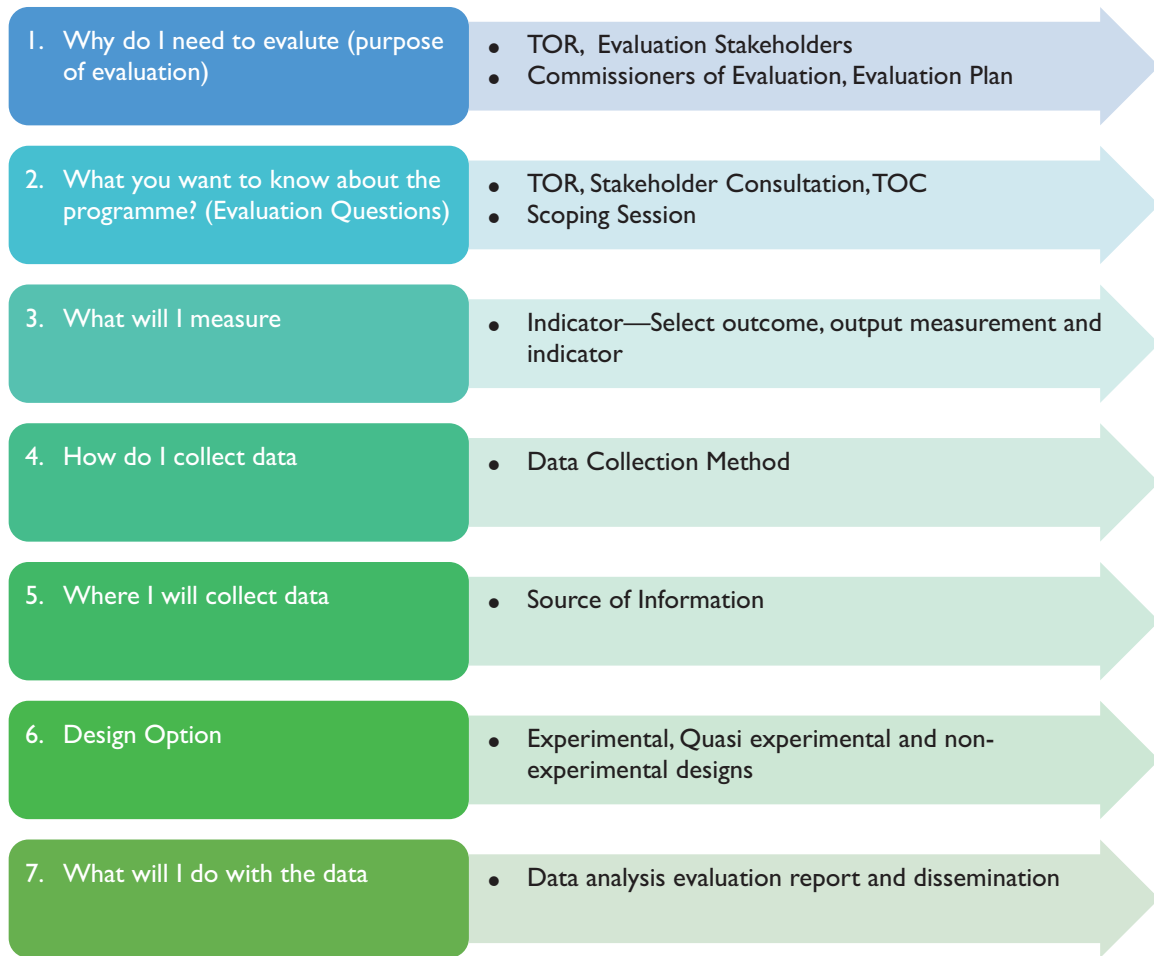 1. Why do I need to evalute (purpose
of evaluation)
• TOR, Evaluation Stakeholders
• Commissioners of Evaluation, Evaluation Plan
2. What you want to know about the
programme? (Evaluation Questions)
• TOR, Stakeholder Consultation, TOC
• Scoping Session
3. What will I measure
• Indicator—Select outcome, output measurement and
indicator
4. How do I collect data
• Data Collection Method
5. Where I will collect data
• Source of Information
6. Design Option
• Experimental, Quasi experimental and non-
experimental designs
7. What will I do with the data
• Data analysis evaluation report and dissemination